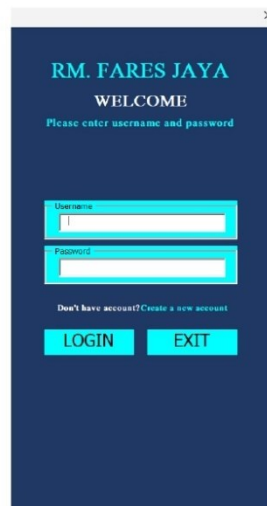 RM. FARES JAYA
WELCOME
Please enter username and password
Username
Password
Don't have account? Create a new account
LOGIN EXIT